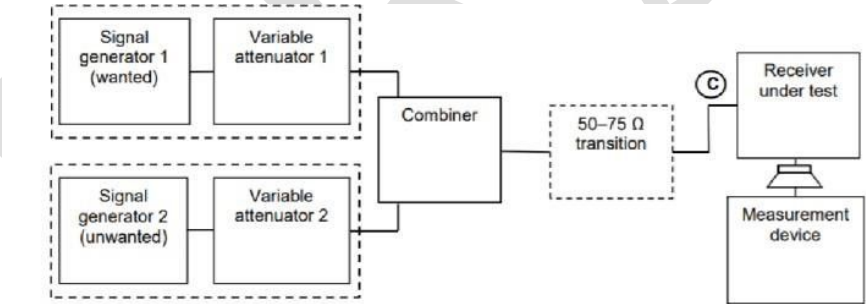 Signal
generator 1
(wanted)
Variable
attenuator 1
Combiner
50–75 Ω
transition
C
Receiver
under test
Signal
generator 2
(unwanted)
Variable
attenuator 2
Measurement
device